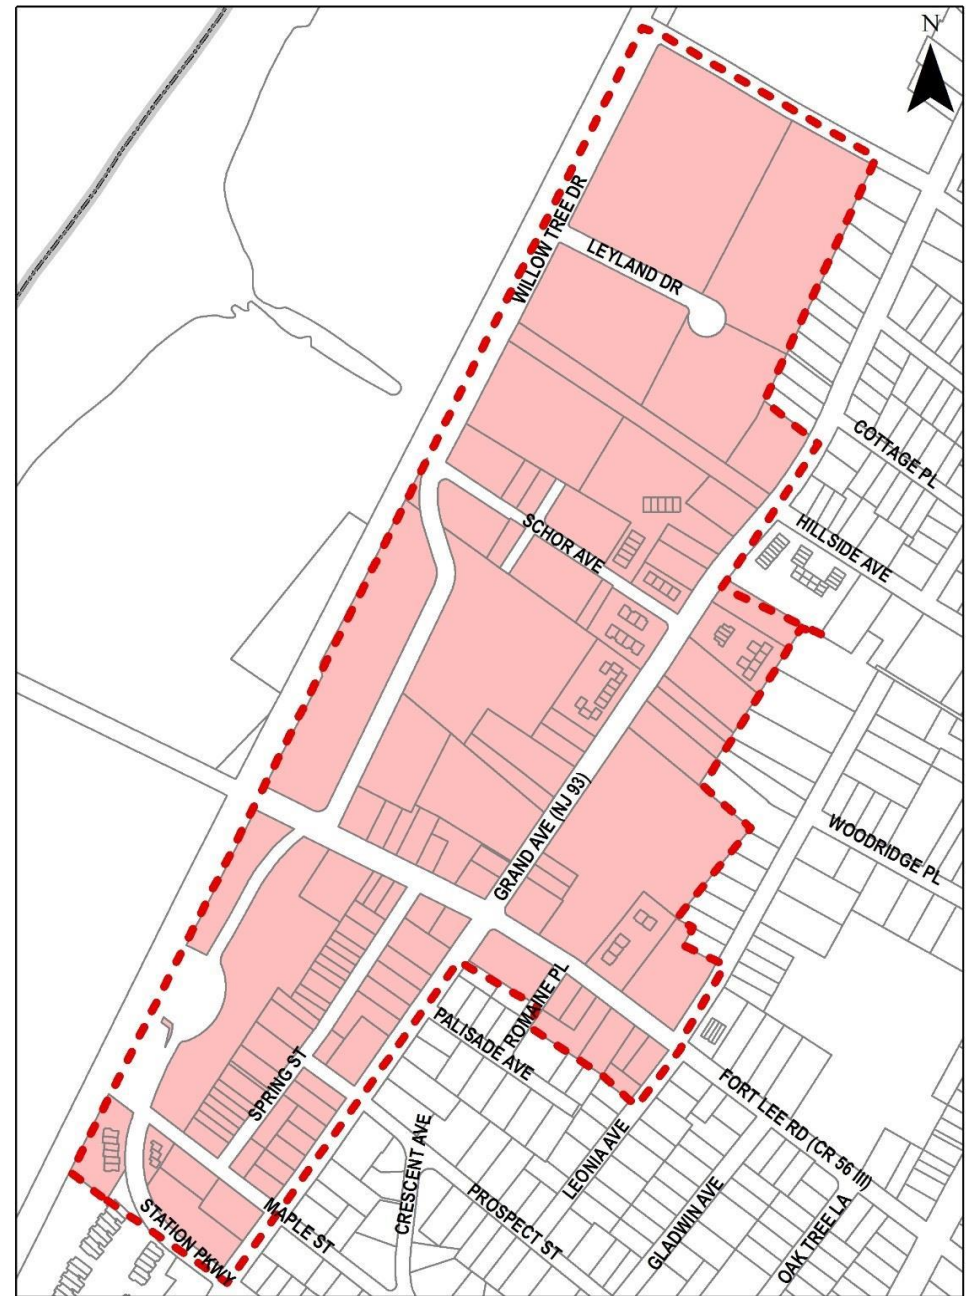 N
WILLOW TREE DR
LEYLAND DR
COTTAGE PL
HILLSIDE AVE
SCHOR AVE
GRAND AVE (NJ 93)
WOODRIDGE PL
ROMAINE PL
PALISADE AVE
SPRING ST
FORT LEE RD (CR 56 III)
LEONIA AVE
CRESCENT AVE
PROSPECT ST
GLADWIN AVE
OAK TREE LA
MAPLE ST
STATION PKWY